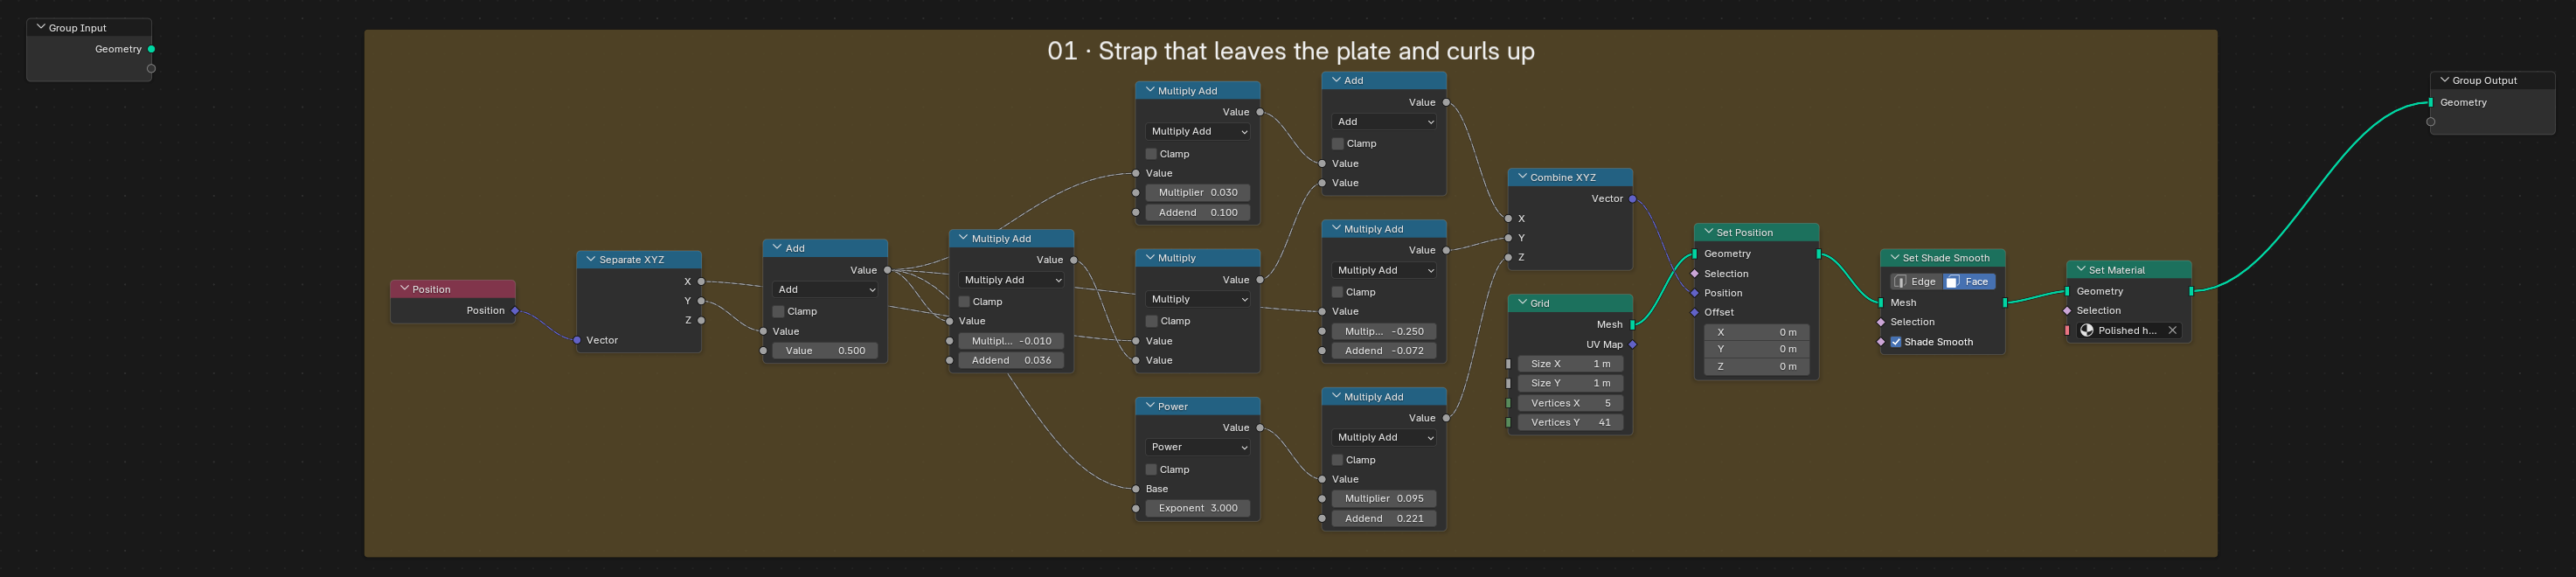 Group Input
Geometry
01 · Strap that leaves the plate and curls up
Position
Position
Separate XYZ
X
Y
Z
Vector
Add
Value
Add
Clamp
Value
Value 0.500
Multiply Add
Value
Multiply Add
Clamp
Value
Multipl... -0.010
Addend 0.036
Multiply Add
Value
Multiply Add
Clamp
Value
Multiplier 0.030
Addend 0.100
Multiply
Value
Multiply
Clamp
Value
Value
Power
Value
Power
Clamp
Base
Exponent 3.000
Add
Value
Add
Clamp
Value
Value
Multiply Add
Value
Multiply Add
Clamp
Value
Multip... -0.250
Addend -0.072
Multiply Add
Value
Multiply Add
Clamp
Value
Multiplier 0.095
Addend 0.221
Combine XYZ
Vector
X
Y
Z
Grid
Mesh
UV Map
Size X 1 m
Size Y 1 m
Vertices X 5
Vertices Y 41
Set Position
Geometry
Selection
Position
Offset
X 0 m
Y 0 m
Z 0 m
Set Shade Smooth
Edge Face
Mesh
Selection
Shade Smooth
Set Material
Geometry
Selection
Polished h...
Group Output
Geometry